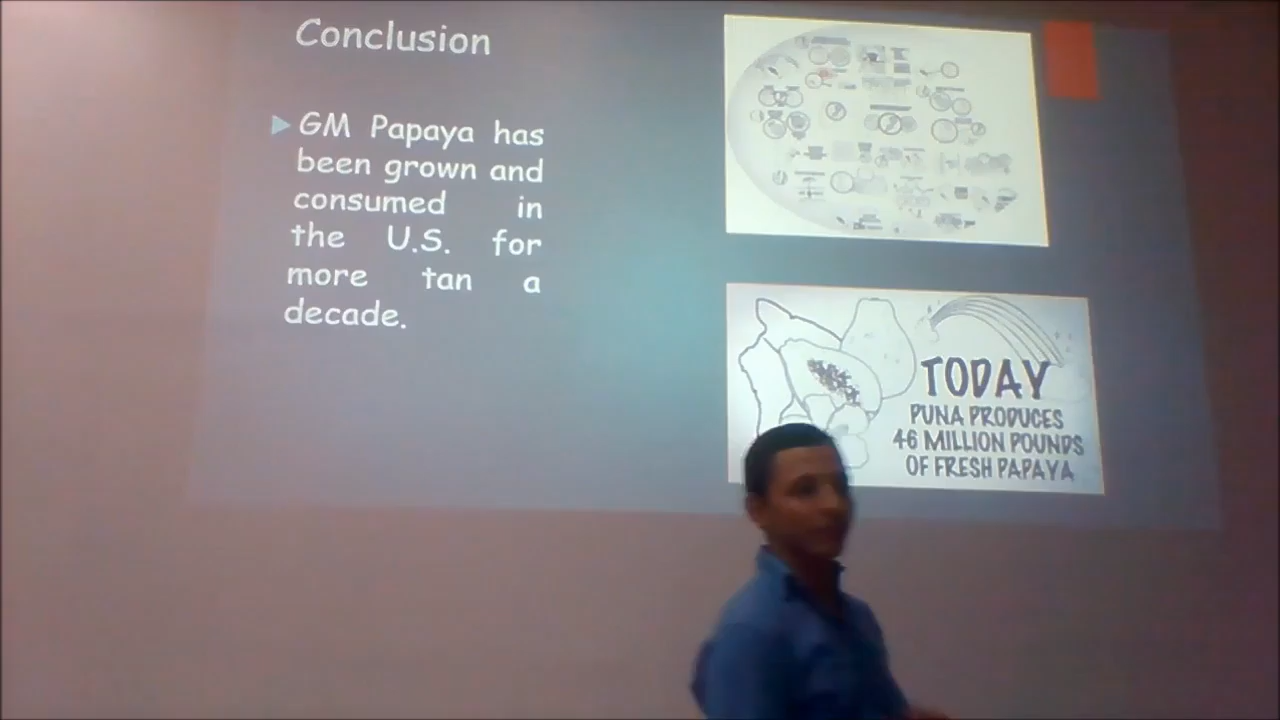 Conclusion
GM Papaya has
been grown and
consumed in
the U.S. for
more tan a
decade.
TODAY
PUNA PRODUCES
46 MILLION POUNDS
OF FRESH PAPAYA